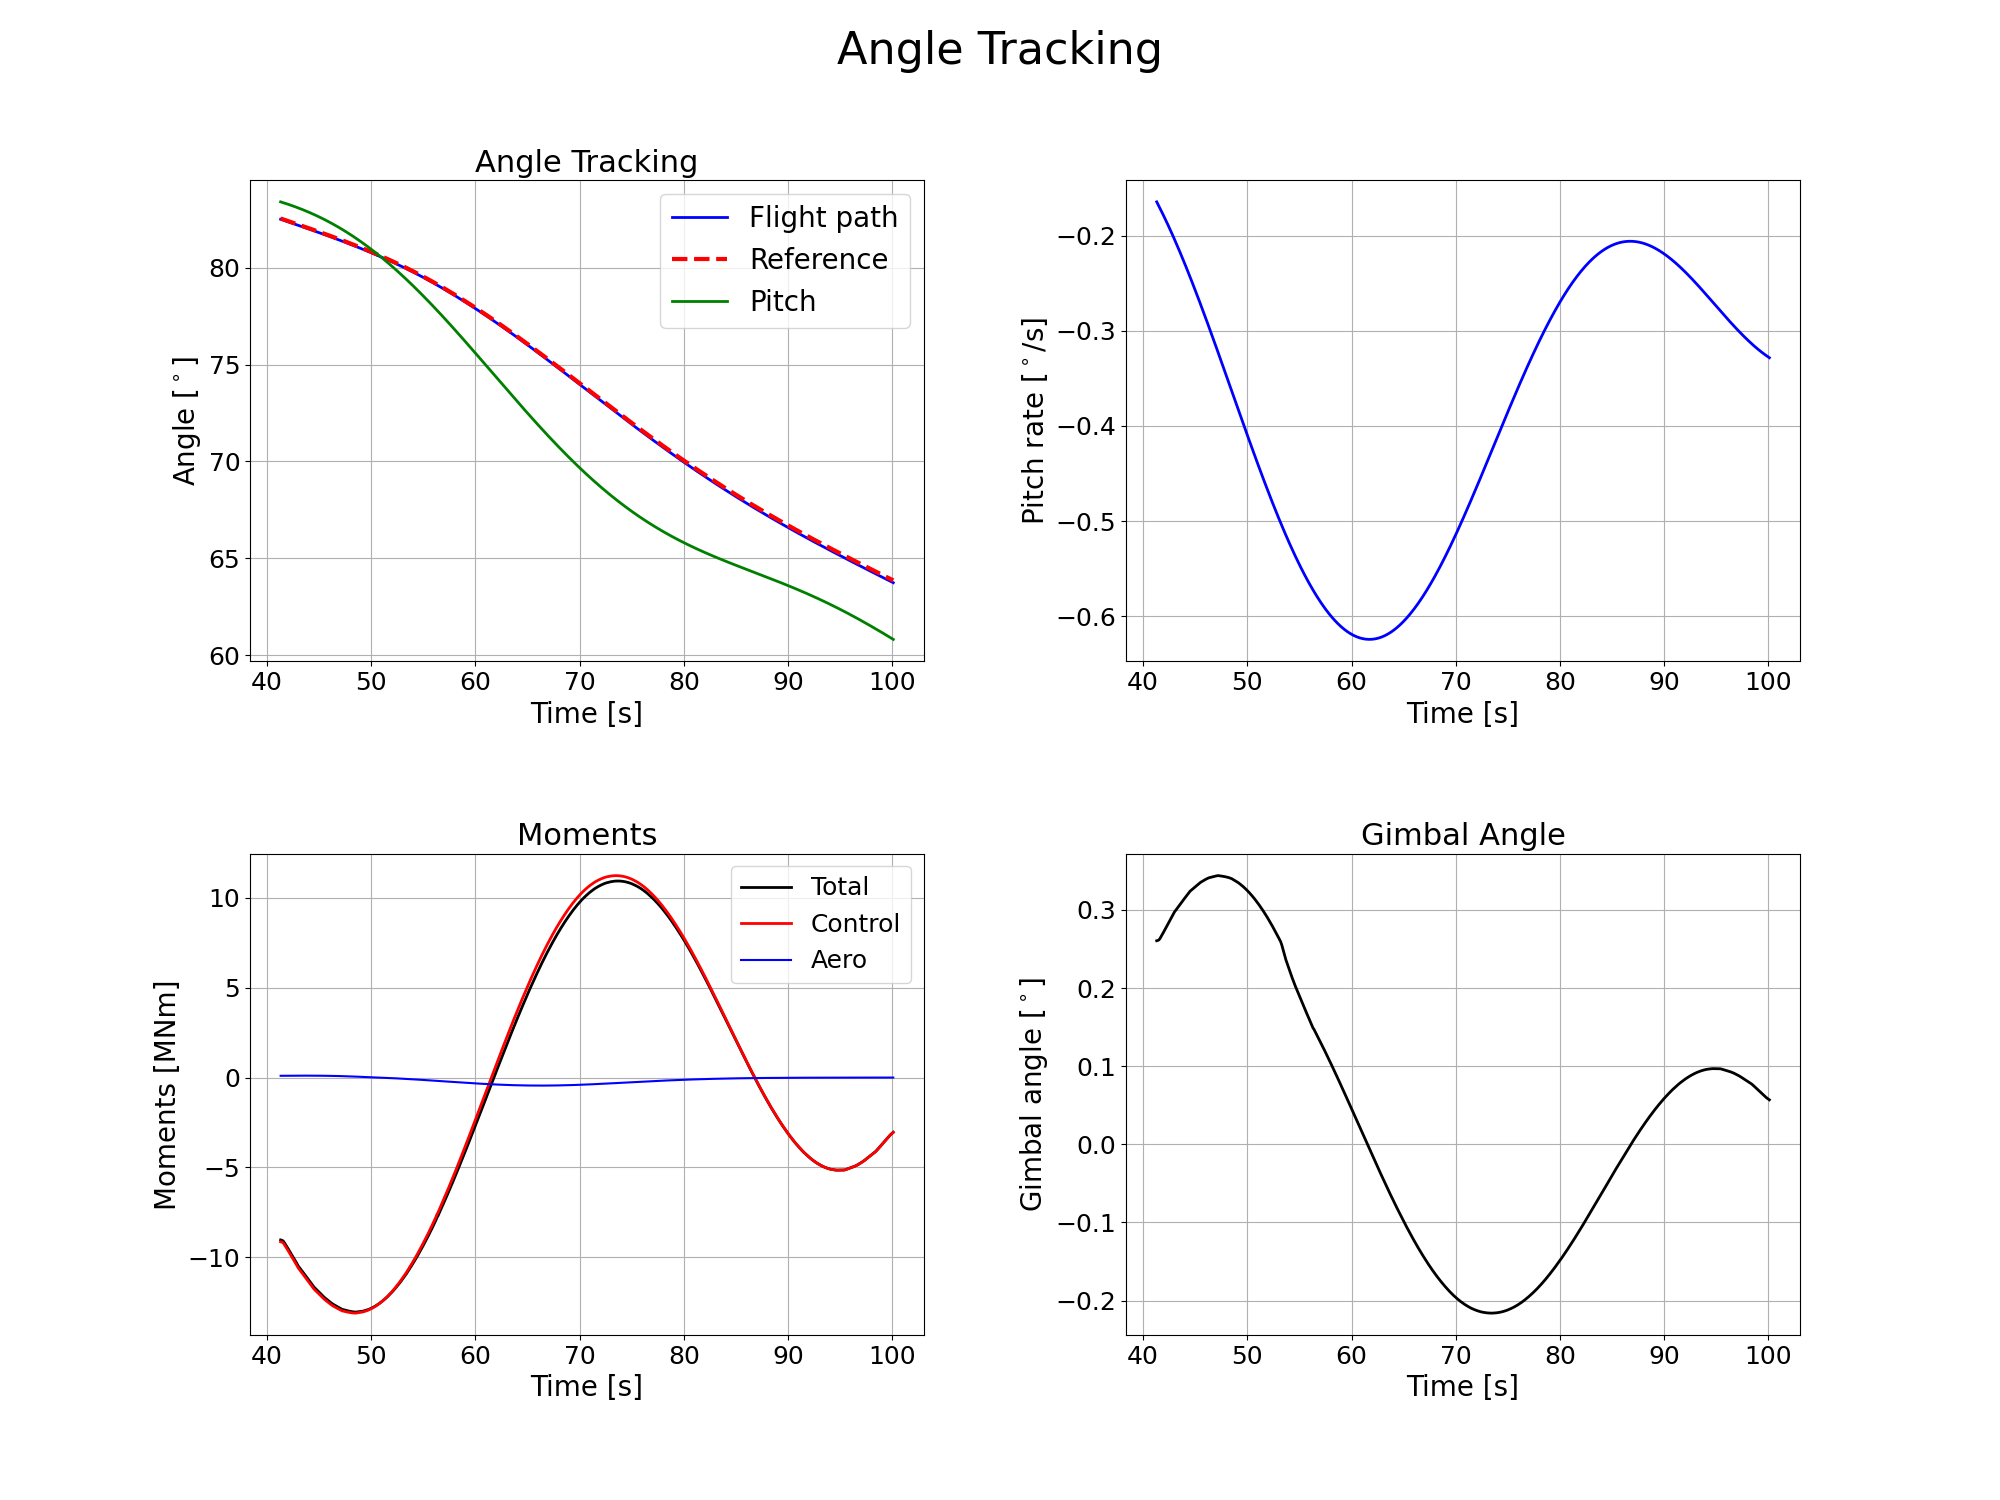 Angle Tracking
Angle Tracking
Flight path
Reference
Pitch
Angle [°]
80
75
70
65
60
40 50 60 70 80 90 100
Time [s]
Pitch rate [°/s]
−0.2
−0.3
−0.4
−0.5
−0.6
40 50 60 70 80 90 100
Time [s]
Moments
Total
Control
Aero
Moments [MNm]
10
5
0
−5
−10
40 50 60 70 80 90 100
Time [s]
Gimbal Angle
Gimbal angle [°]
0.3
0.2
0.1
0.0
−0.1
−0.2
40 50 60 70 80 90 100
Time [s]